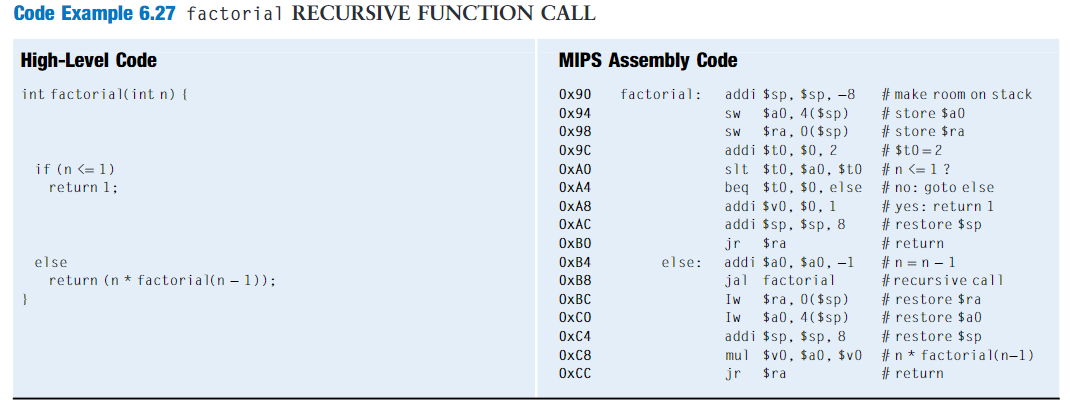 Code Example 6.27 factorial RECURSIVE FUNCTION CALL
High-Level Code
int factorial(int n) {
if (n <= 1)
return 1;
else
return (n * factorial(n – 1));
}
MIPS Assembly Code
0x90 factorial: addi $sp, $sp, –8 # make room on stack
0x94 sw $a0, 4($sp) # store $a0
0x98 sw $ra, 0($sp) # store $ra
0x9C addi $t0, $0, 2 # $t0 = 2
0xA0 slt $t0, $a0, $t0 # n <= 1 ?
0xA4 beq $t0, $0, else # no: goto else
0xA8 addi $v0, $0, 1 # yes: return 1
0xAC addi $sp, $sp, 8 # restore $sp
0xB0 jr $ra # return
0xB4 else: addi $a0, $a0, –1 # n = n – 1
0xB8 jal factorial # recursive call
0xBC lw $ra, 0($sp) # restore $ra
0xC0 lw $a0, 4($sp) # restore $a0
0xC4 addi $sp, $sp, 8 # restore $sp
0xC8 mul $v0, $a0, $v0 # n * factorial(n–1)
0xCC jr $ra # return